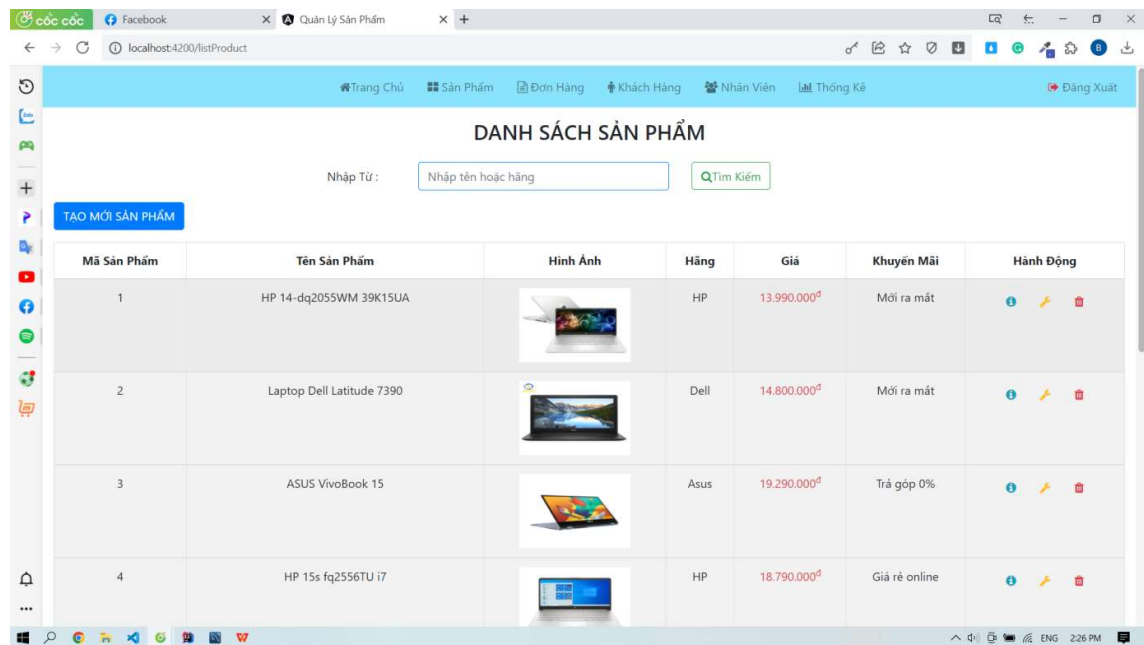 cốc cốc
Facebook
Quản Lý Sản Phẩm
localhost:4200/listProduct
Trang Chủ
Sản Phẩm
Đơn Hàng
Khách Hàng
Nhân Viên
Thống Kê
Đăng Xuất
DANH SÁCH SẢN PHẨM
Nhập Từ :
Nhập tên hoặc hãng
Tìm Kiếm
TẠO MỚI SẢN PHẨM
Mã Sản Phẩm Tên Sản Phẩm Hình Ảnh Hãng Giá Khuyến Mãi Hành Động
1 HP 14-dq2055WM 39K15UA HP 13.990.000đ Mới ra mắt
2 Laptop Dell Latitude 7390 Dell 14.800.000đ Mới ra mắt
3 ASUS VivoBook 15 Asus 19.290.000đ Trả góp 0%
4 HP 15s fq2556TU i7 HP 18.790.000đ Giá rẻ online
ENG 2:26 PM